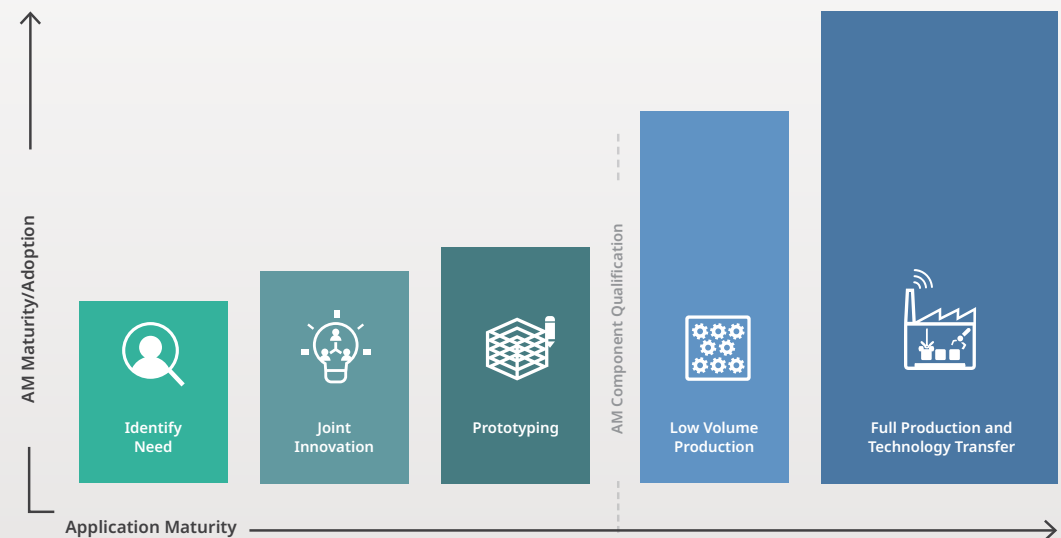 AM Maturity/Adoption
Identify
Need
Joint
Innovation
Prototyping
AM Component Qualification
Low Volume
Production
Full Production and
Technology Transfer
Application Maturity